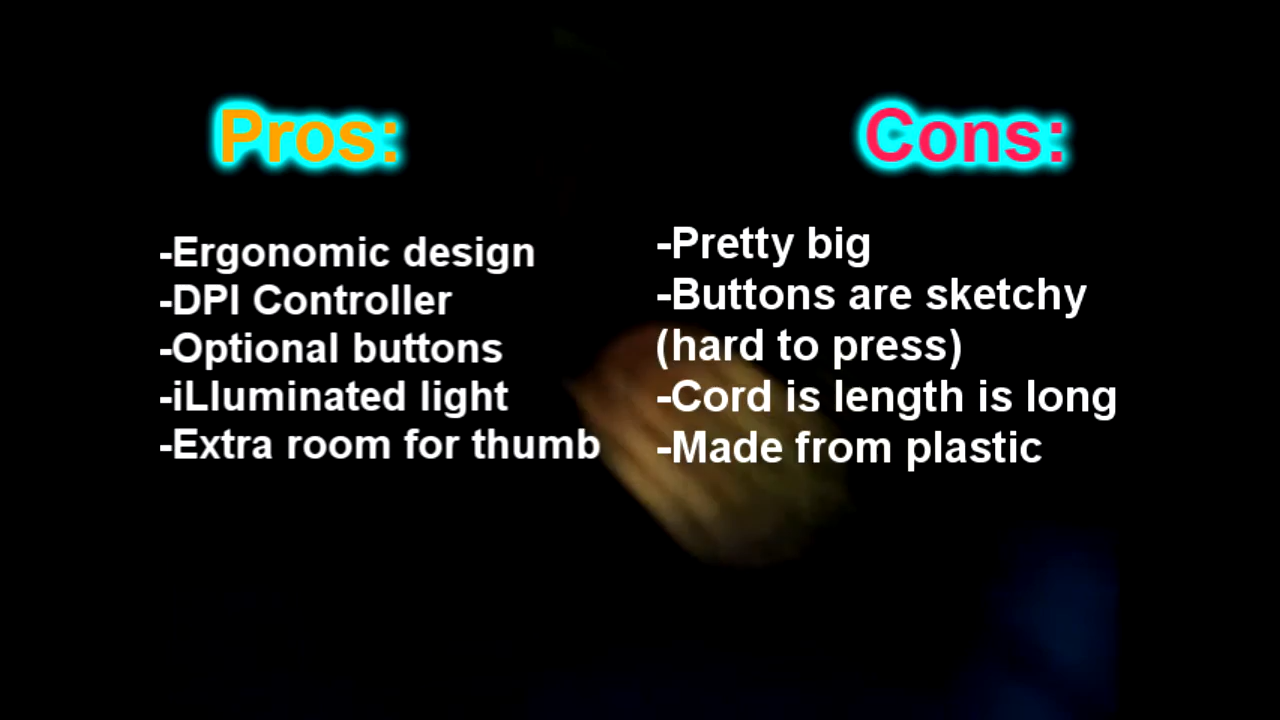 Pros:
-Ergonomic design
-DPI Controller
-Optional buttons
-iLluminated light
-Extra room for thumb
Cons:
-Pretty big
-Buttons are sketchy
(hard to press)
-Cord is length is long
-Made from plastic